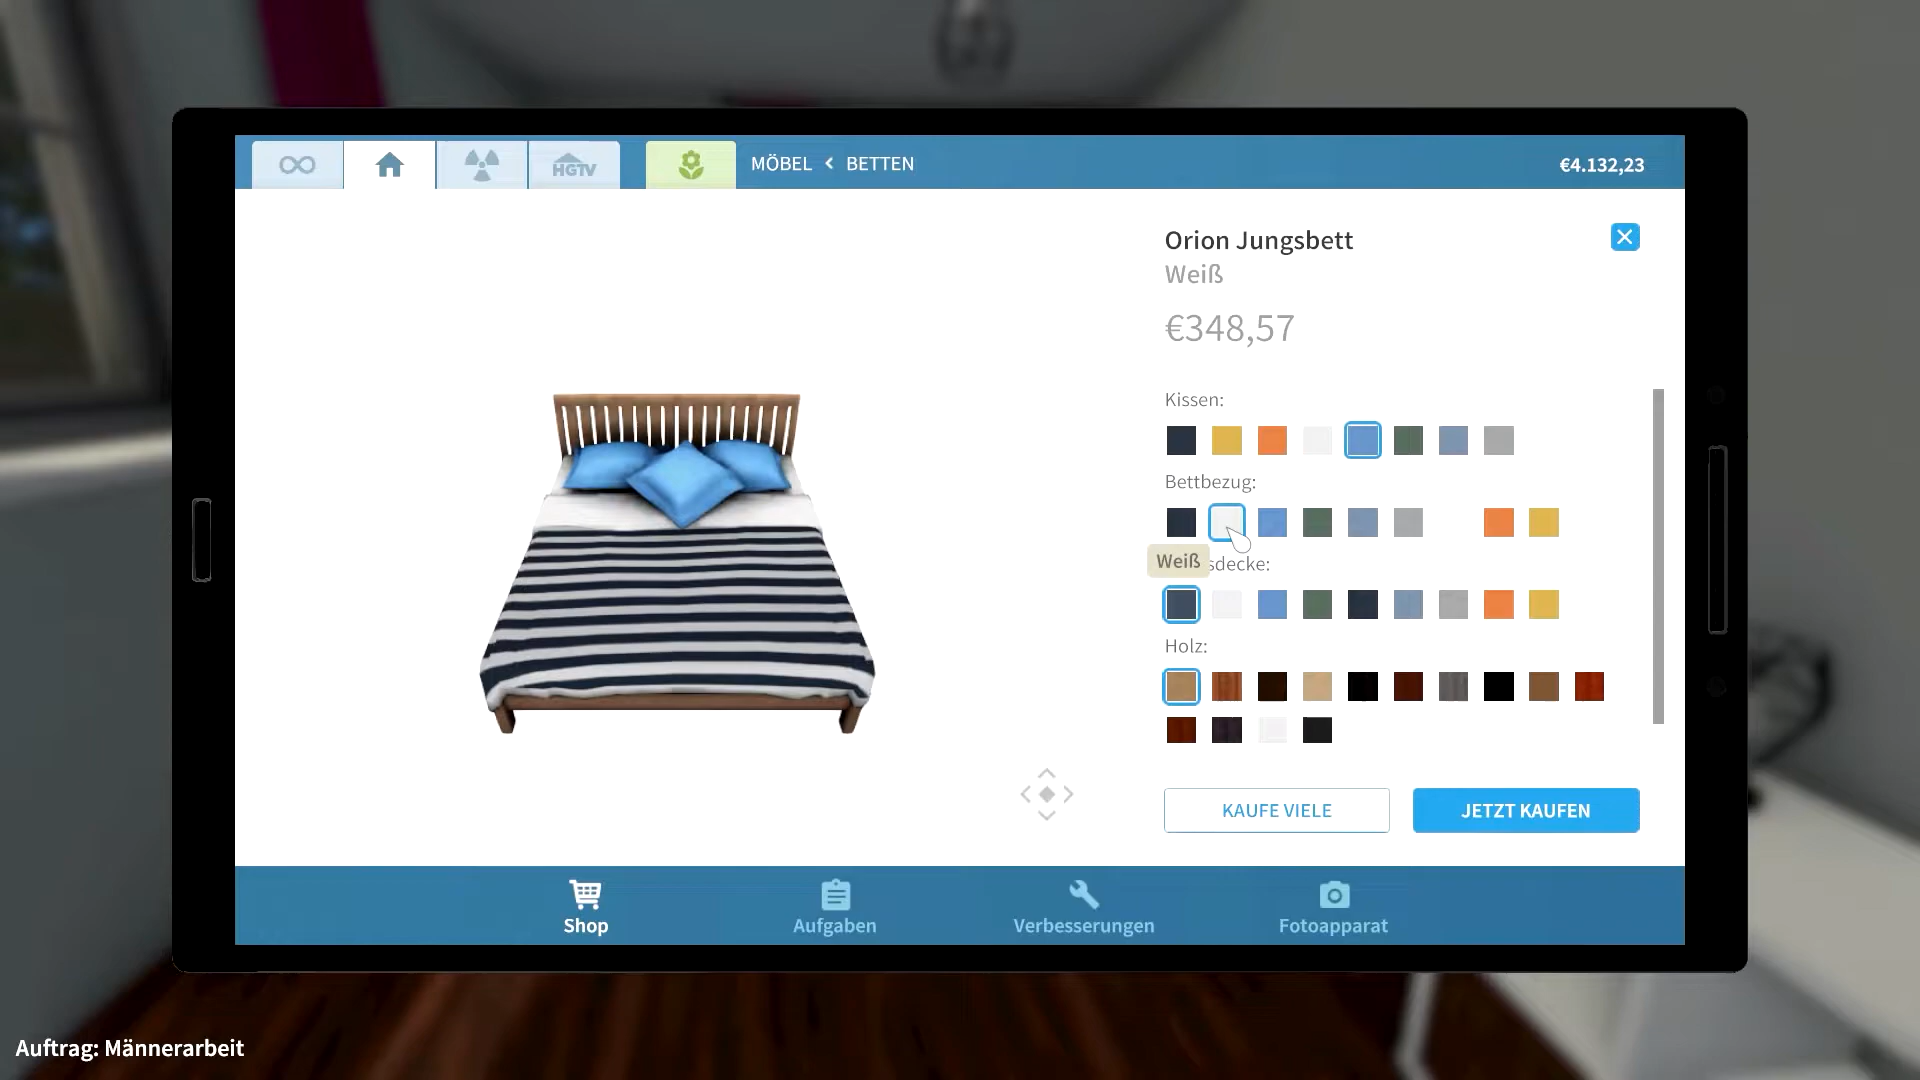 HGTV
MÖBEL < BETTEN
€4.132,23
Orion Jungsbett
Weiß
€348,57
Kissen:
Bettbezug:
Weiß
sdecke:
Holz:
KAUFE VIELE
JETZT KAUFEN
Shop
Aufgaben
Verbesserungen
Fotoapparat
Auftrag: Männerarbeit